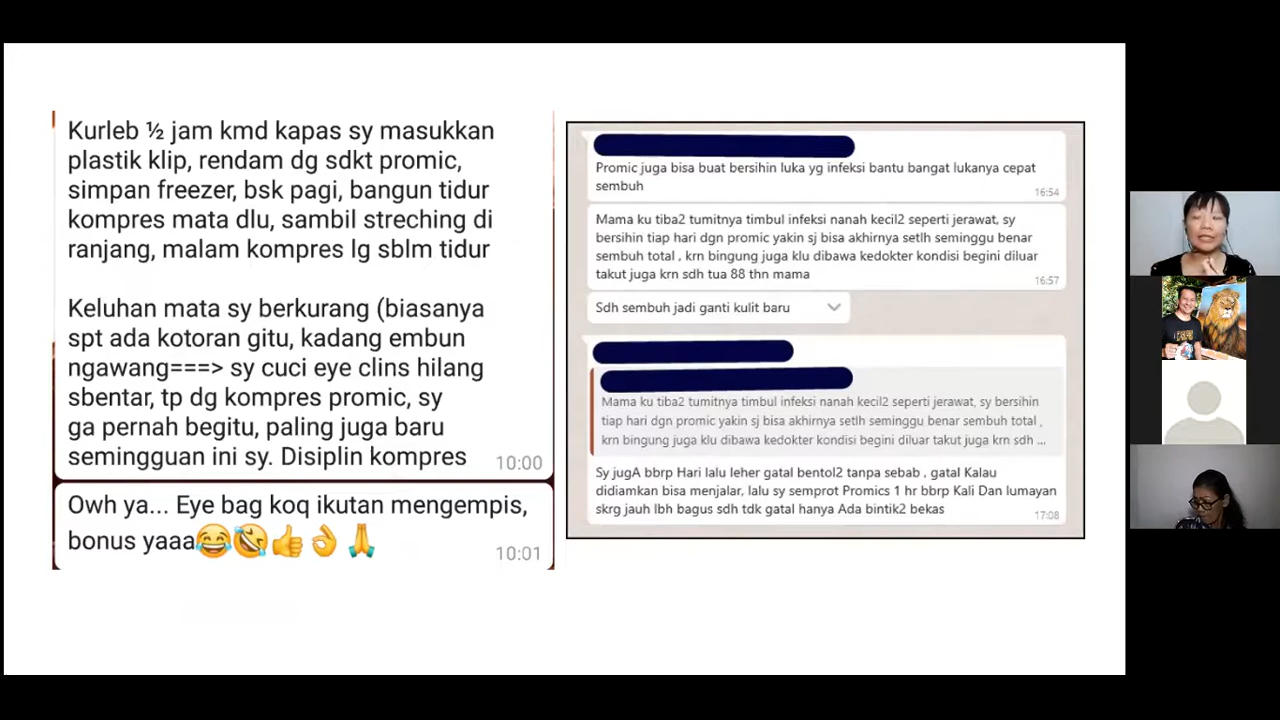 Kurleb ½ jam kmd kapas sy masukkan
plastik klip, rendam dg sdkt promic,
simpan freezer, bsk pagi, bangun tidur
kompres mata dlu, sambil streching di
ranjang, malam kompres lg sblm tidur
Keluhan mata sy berkurang (biasanya
spt ada kotoran gitu, kadang embun
ngawang===> sy cuci eye clins hilang
sbentar, tp dg kompres promic, sy
ga pernah begitu, paling juga baru
semingguan ini sy. Disiplin kompres
10:00
Owh ya... Eye bag koq ikutan mengempis,
bonus yaaa😂🤣👍👌🙏
10:01
Promic juga bisa buat bersihin luka yg infeksi bantu bangat lukanya cepat
sembuh
16:54
Mama ku tiba2 tumitnya timbul infeksi nanah kecil2 seperti jerawat, sy
bersihin tiap hari dgn promic yakin sj bisa akhirnya setlh seminggu benar
sembuh total , krn bingung juga klu dibawa kedokter kondisi begini diluar
takut juga krn sdh tua 88 thn mama
16:57
Sdh sembuh jadi ganti kulit baru
Mama ku tiba2 tumitnya timbul infeksi nanah kecil2 seperti jerawat, sy bersihin
tiap hari dgn promic yakin sj bisa akhirnya setlh seminggu benar sembuh total ,
krn bingung juga klu dibawa kedokter kondisi begini diluar takut juga krn sdh ...
Sy jugA bbrp Hari lalu leher gatal bentol2 tanpa sebab , gatal Kalau
didiamkan bisa menjalar, lalu sy semprot Promics 1 hr bbrp Kali Dan lumayan
skrg jauh lbh bagus sdh tdk gatal hanya Ada bintik2 bekas
17:08